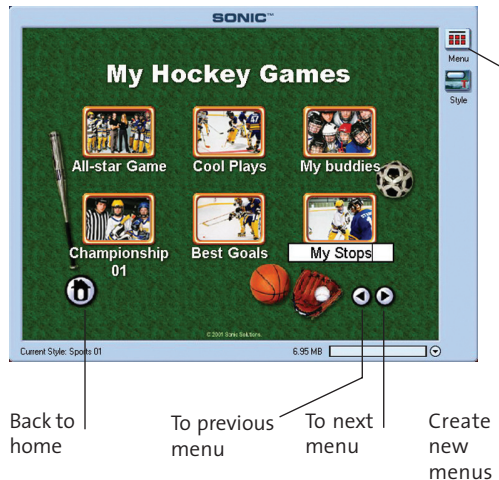 SONIC™
Menu
Style
My Hockey Games
All-star Game
Cool Plays
My buddies
Championship
01
Best Goals
My Stops
© 2001 Sonic Solutions.
Current Style: Sports 01
6.95 MB
Back to
home
To previous
menu
To next
menu
Create
new
menus